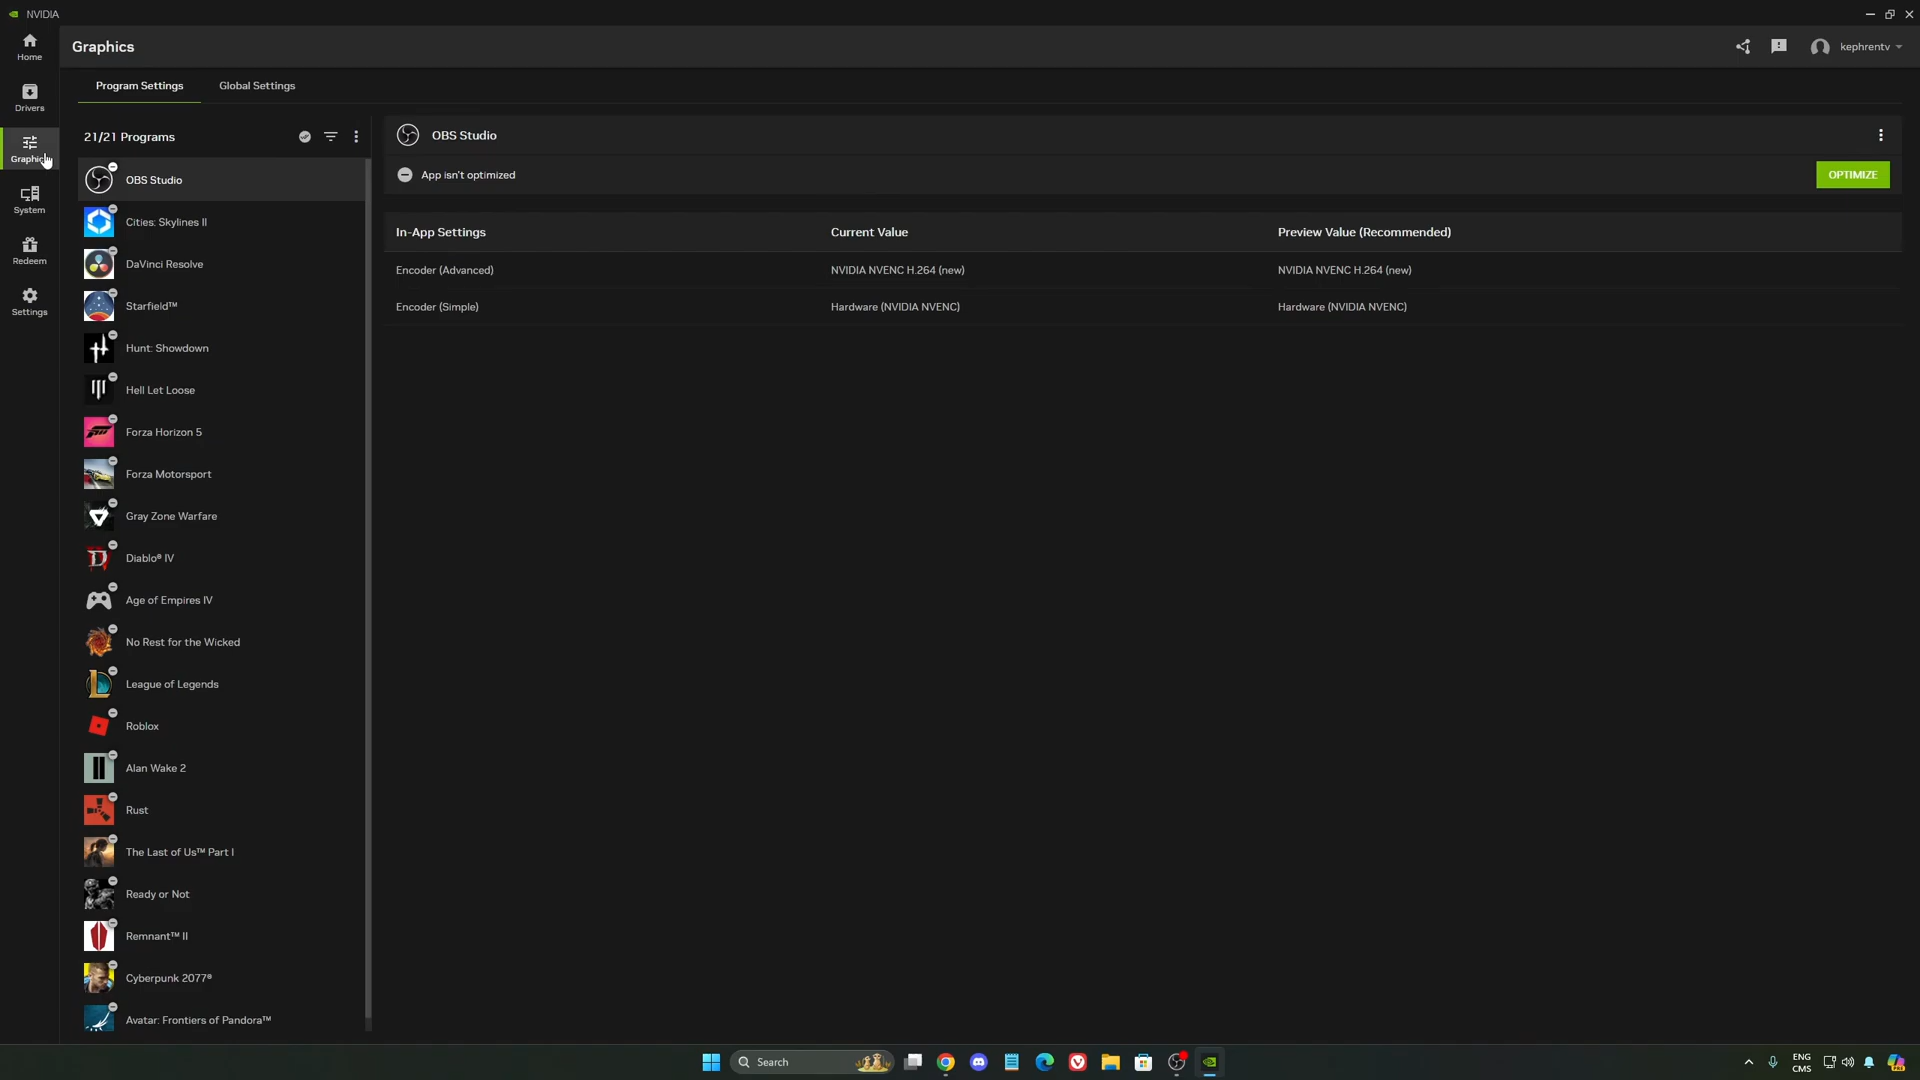 NVIDIA
Home
Drivers
Graphics
System
Redeem
Settings
Graphics
kephrentv
Program Settings
Global Settings
21/21 Programs
OBS Studio
Cities: Skylines II
DaVinci Resolve
Starfield™
Hunt: Showdown
Hell Let Loose
Forza Horizon 5
Forza Motorsport
Gray Zone Warfare
Diablo® IV
Age of Empires IV
No Rest for the Wicked
League of Legends
Roblox
Alan Wake 2
Rust
The Last of Us™ Part I
Ready or Not
Remnant™ II
Cyberpunk 2077®
Avatar: Frontiers of Pandora™
OBS Studio
App isn't optimized
OPTIMIZE
In-App Settings Current Value Preview Value (Recommended)
Encoder (Advanced) NVIDIA NVENC H.264 (new) NVIDIA NVENC H.264 (new)
Encoder (Simple) Hardware (NVIDIA NVENC) Hardware (NVIDIA NVENC)
Search
ENG
CMS